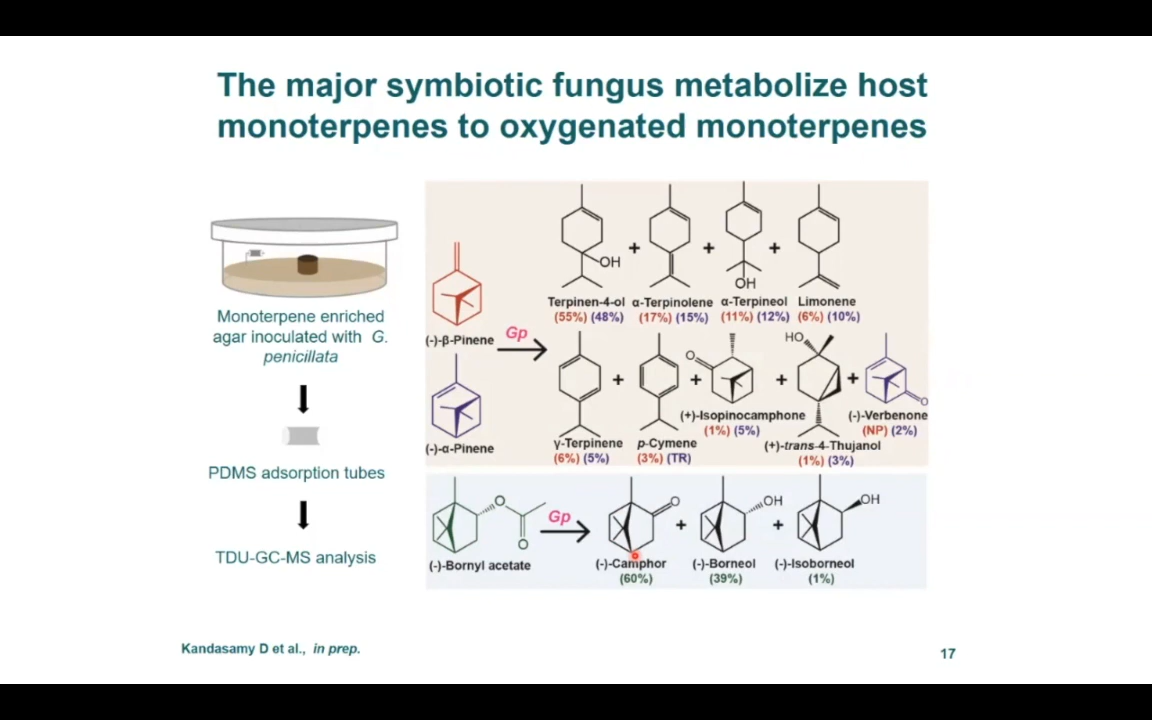 The major symbiotic fungus metabolize host
monoterpenes to oxygenated monoterpenes
Monoterpene enriched
agar inoculated with G.
penicillata
PDMS adsorption tubes
TDU-GC-MS analysis
(-)-β-Pinene
(-)-α-Pinene
Gp
OH
+
+
OH
+
Terpinen-4-ol
α-Terpinolene
α-Terpineol
Limonene
(55%) (48%)
(17%) (15%)
(11%) (12%)
(6%) (10%)
+
+
O
+
HO
+
O
γ-Terpinene
p-Cymene
(+)-Isopinocamphone
(+)-trans-4-Thujanol
(-)-Verbenone
(6%) (5%)
(3%) (TR)
(1%) (5%)
(1%) (3%)
(NP) (2%)
O
O
(-)-Bornyl acetate
Gp
O
+
OH
+
OH
(-)-Camphor
(-)-Borneol
(-)-Isoborneol
(60%)
(39%)
(1%)
Kandasamy D et al., in prep.
17